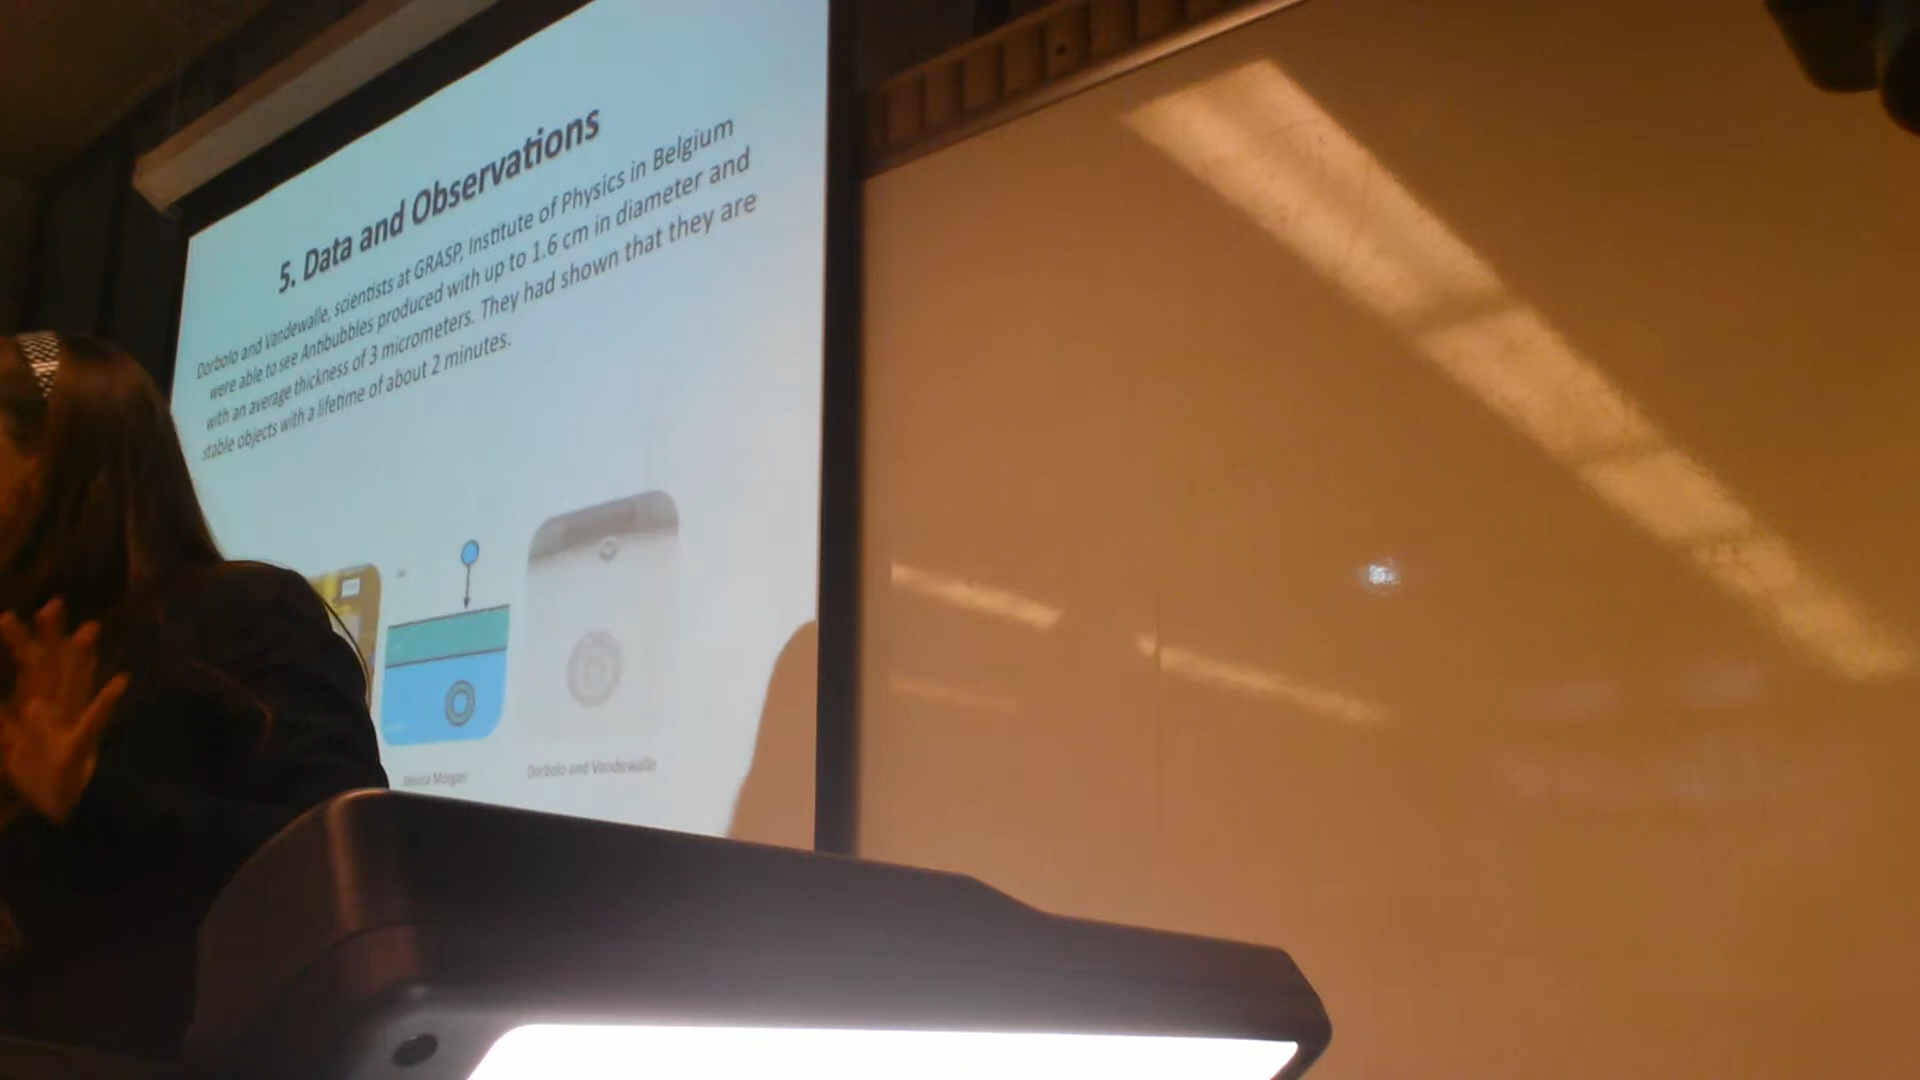 5. Data and Observations
Dorbolo and Vandewalle, scientists at GRASP, Institute of Physics in Belgium
were able to see Antibubbles produced with up to 1.6 cm in diameter and
with an average thickness of 3 micrometers. They had shown that they are
stable objects with a lifetime of about 2 minutes.
Jessica Morgan
Dorbolo and Vandewalle